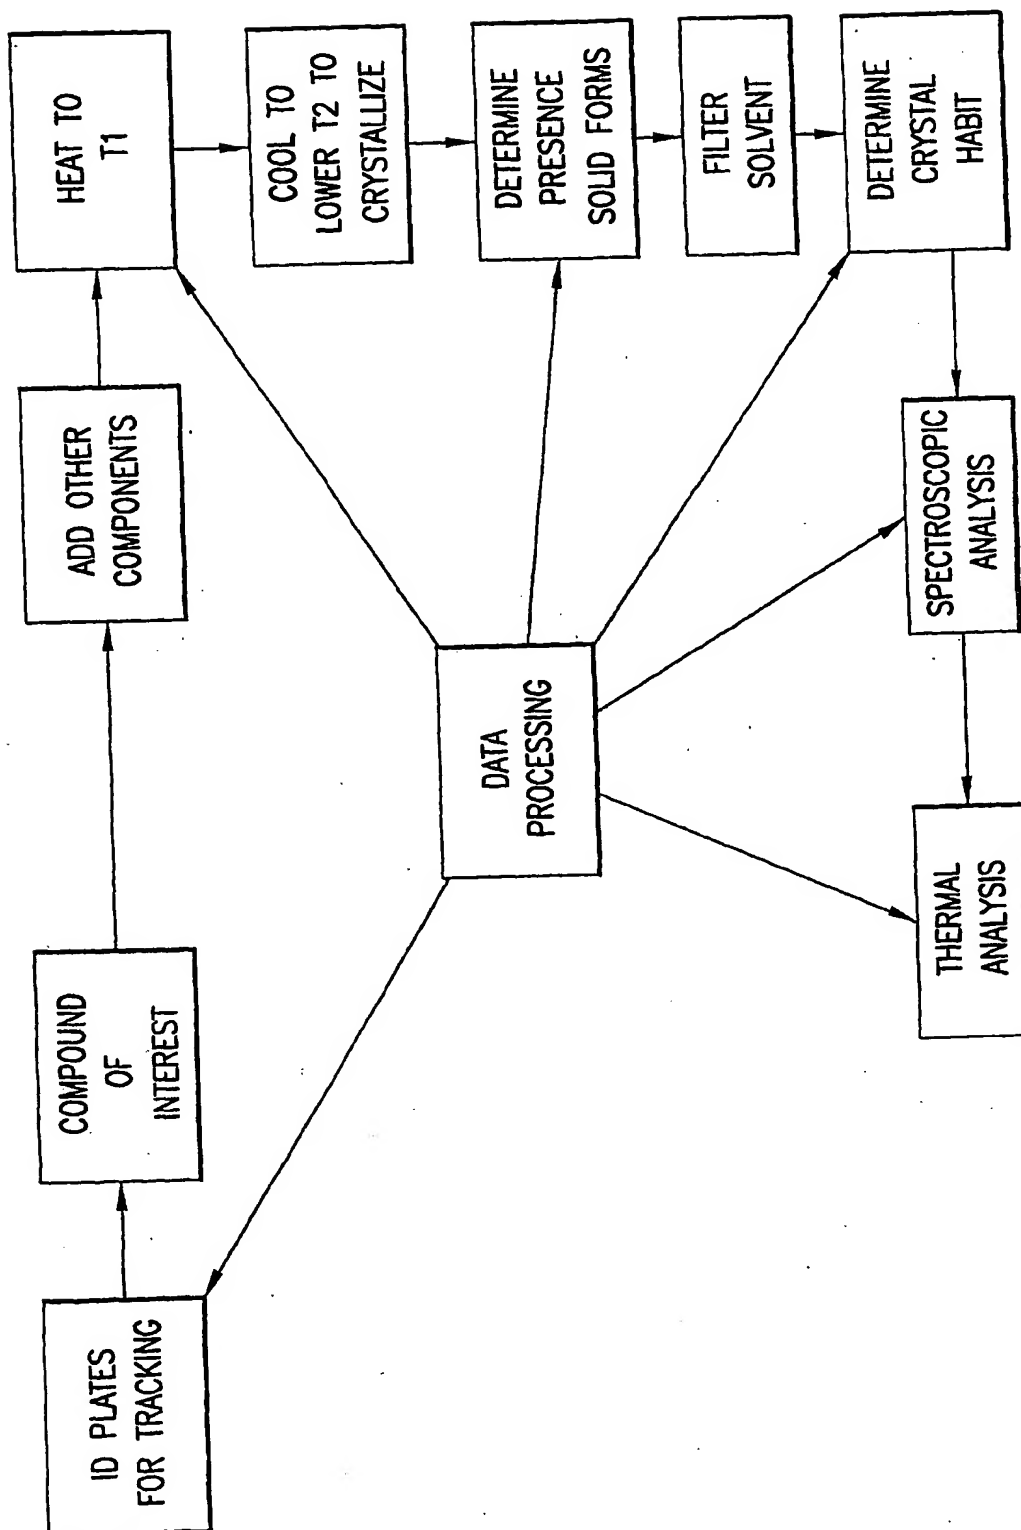 ID PLATES
FOR TRACKING
COMPOUND
OF
INTEREST
ADD OTHER
COMPONENTS
HEAT TO
T1
COOL TO
LOWER T2 TO
CRYSTALLIZE
DETERMINE
PRESENCE
SOLID FORMS
FILTER
SOLVENT
DETERMINE
CRYSTAL
HABIT
SPECTROSCOPIC
ANALYSIS
THERMAL
ANALYSIS
DATA
PROCESSING